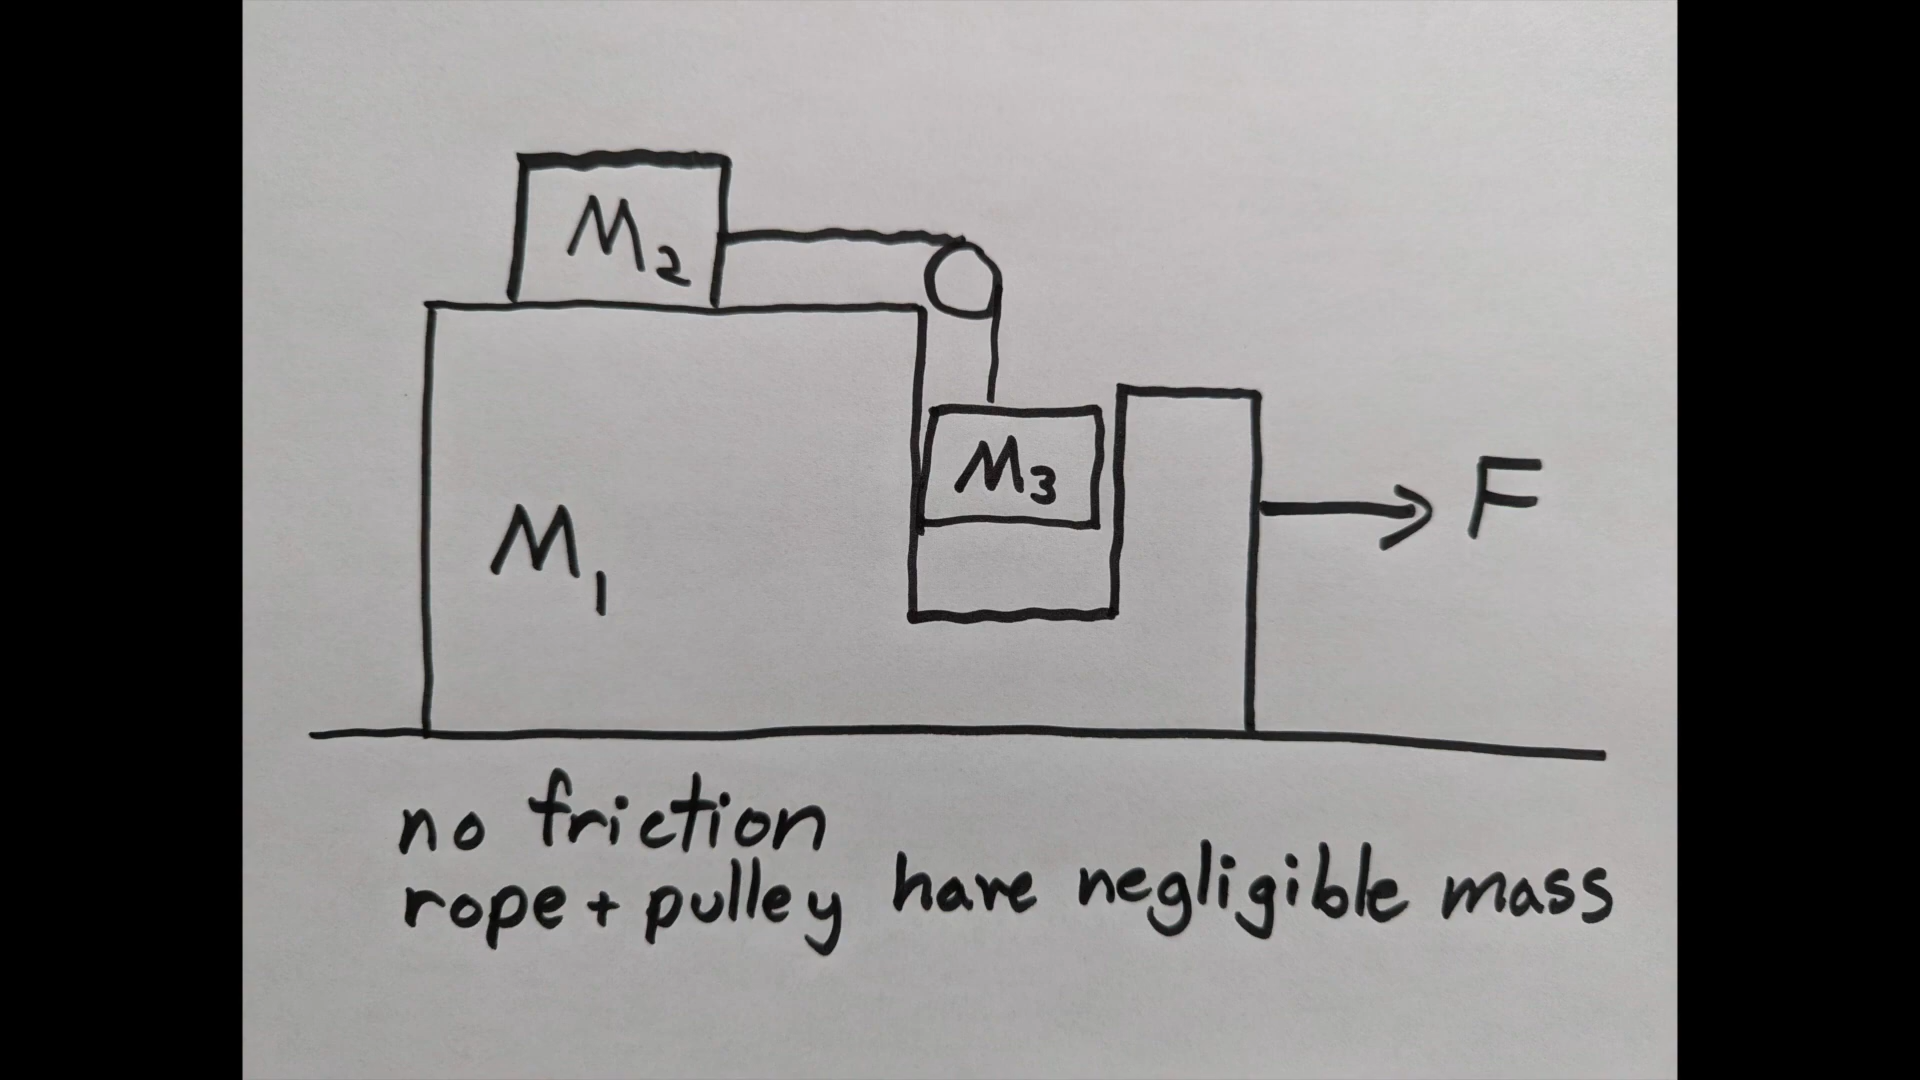 M₂
M₃
F
M₁
no friction
rope + pulley have negligible mass